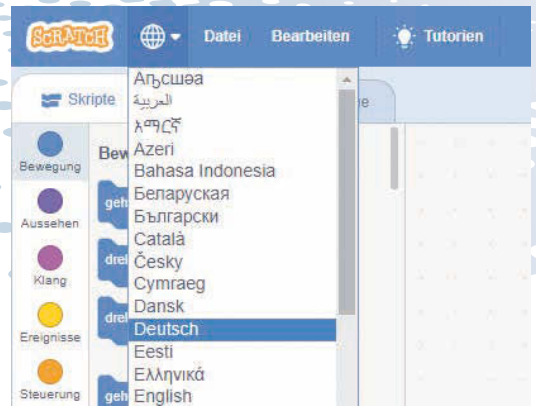 SCRATCH Datei Bearbeiten Tutorien
Skripte
Аҧсшәа
العربية
አማርኛ
Azeri
Bahasa Indonesia
Беларуская
Български
Català
Česky
Cymraeg
Dansk
Deutsch
Eesti
Ελληνικά
English
Bewegung
Aussehen
Klang
Ereignisse
Steuerung